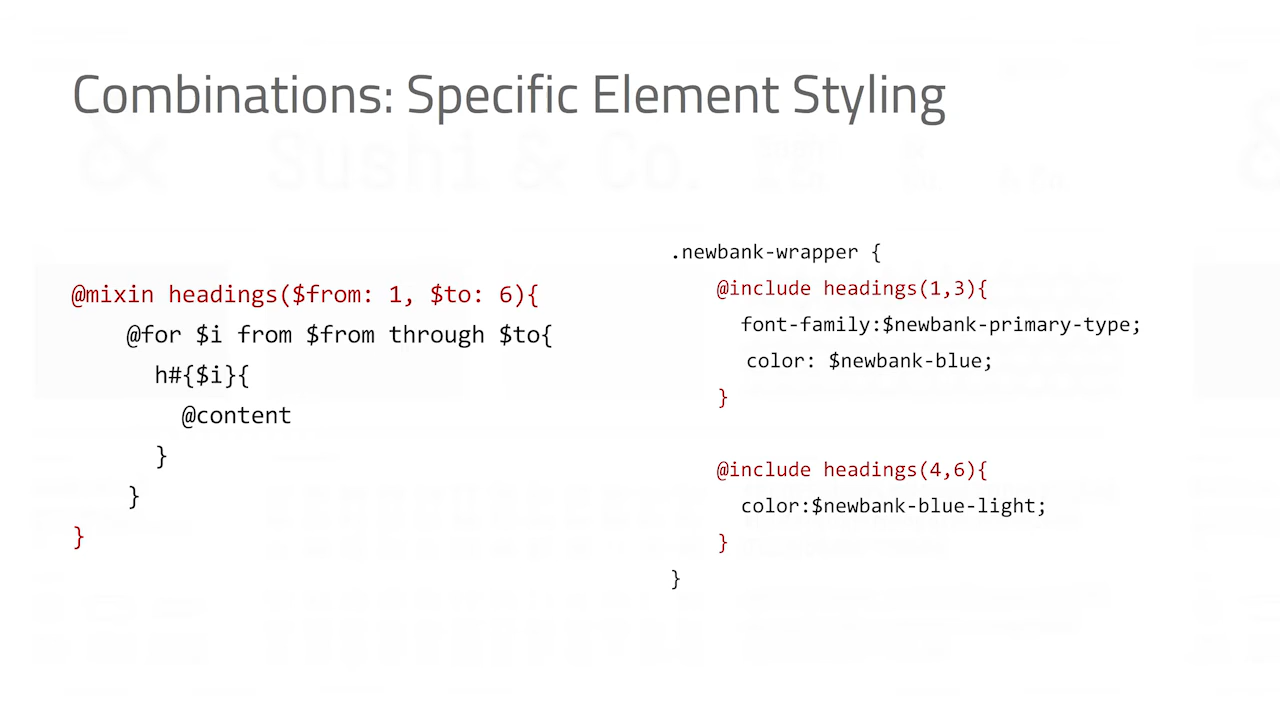 Combinations: Specific Element Styling
Sushi & Co.
@mixin headings($from: 1, $to: 6){
@for $i from $from through $to{
h#{$i}{
@content
}
}
}
.newbank-wrapper {
@include headings(1,3){
font-family:$newbank-primary-type;
color: $newbank-blue;
}
@include headings(4,6){
color:$newbank-blue-light;
}
}